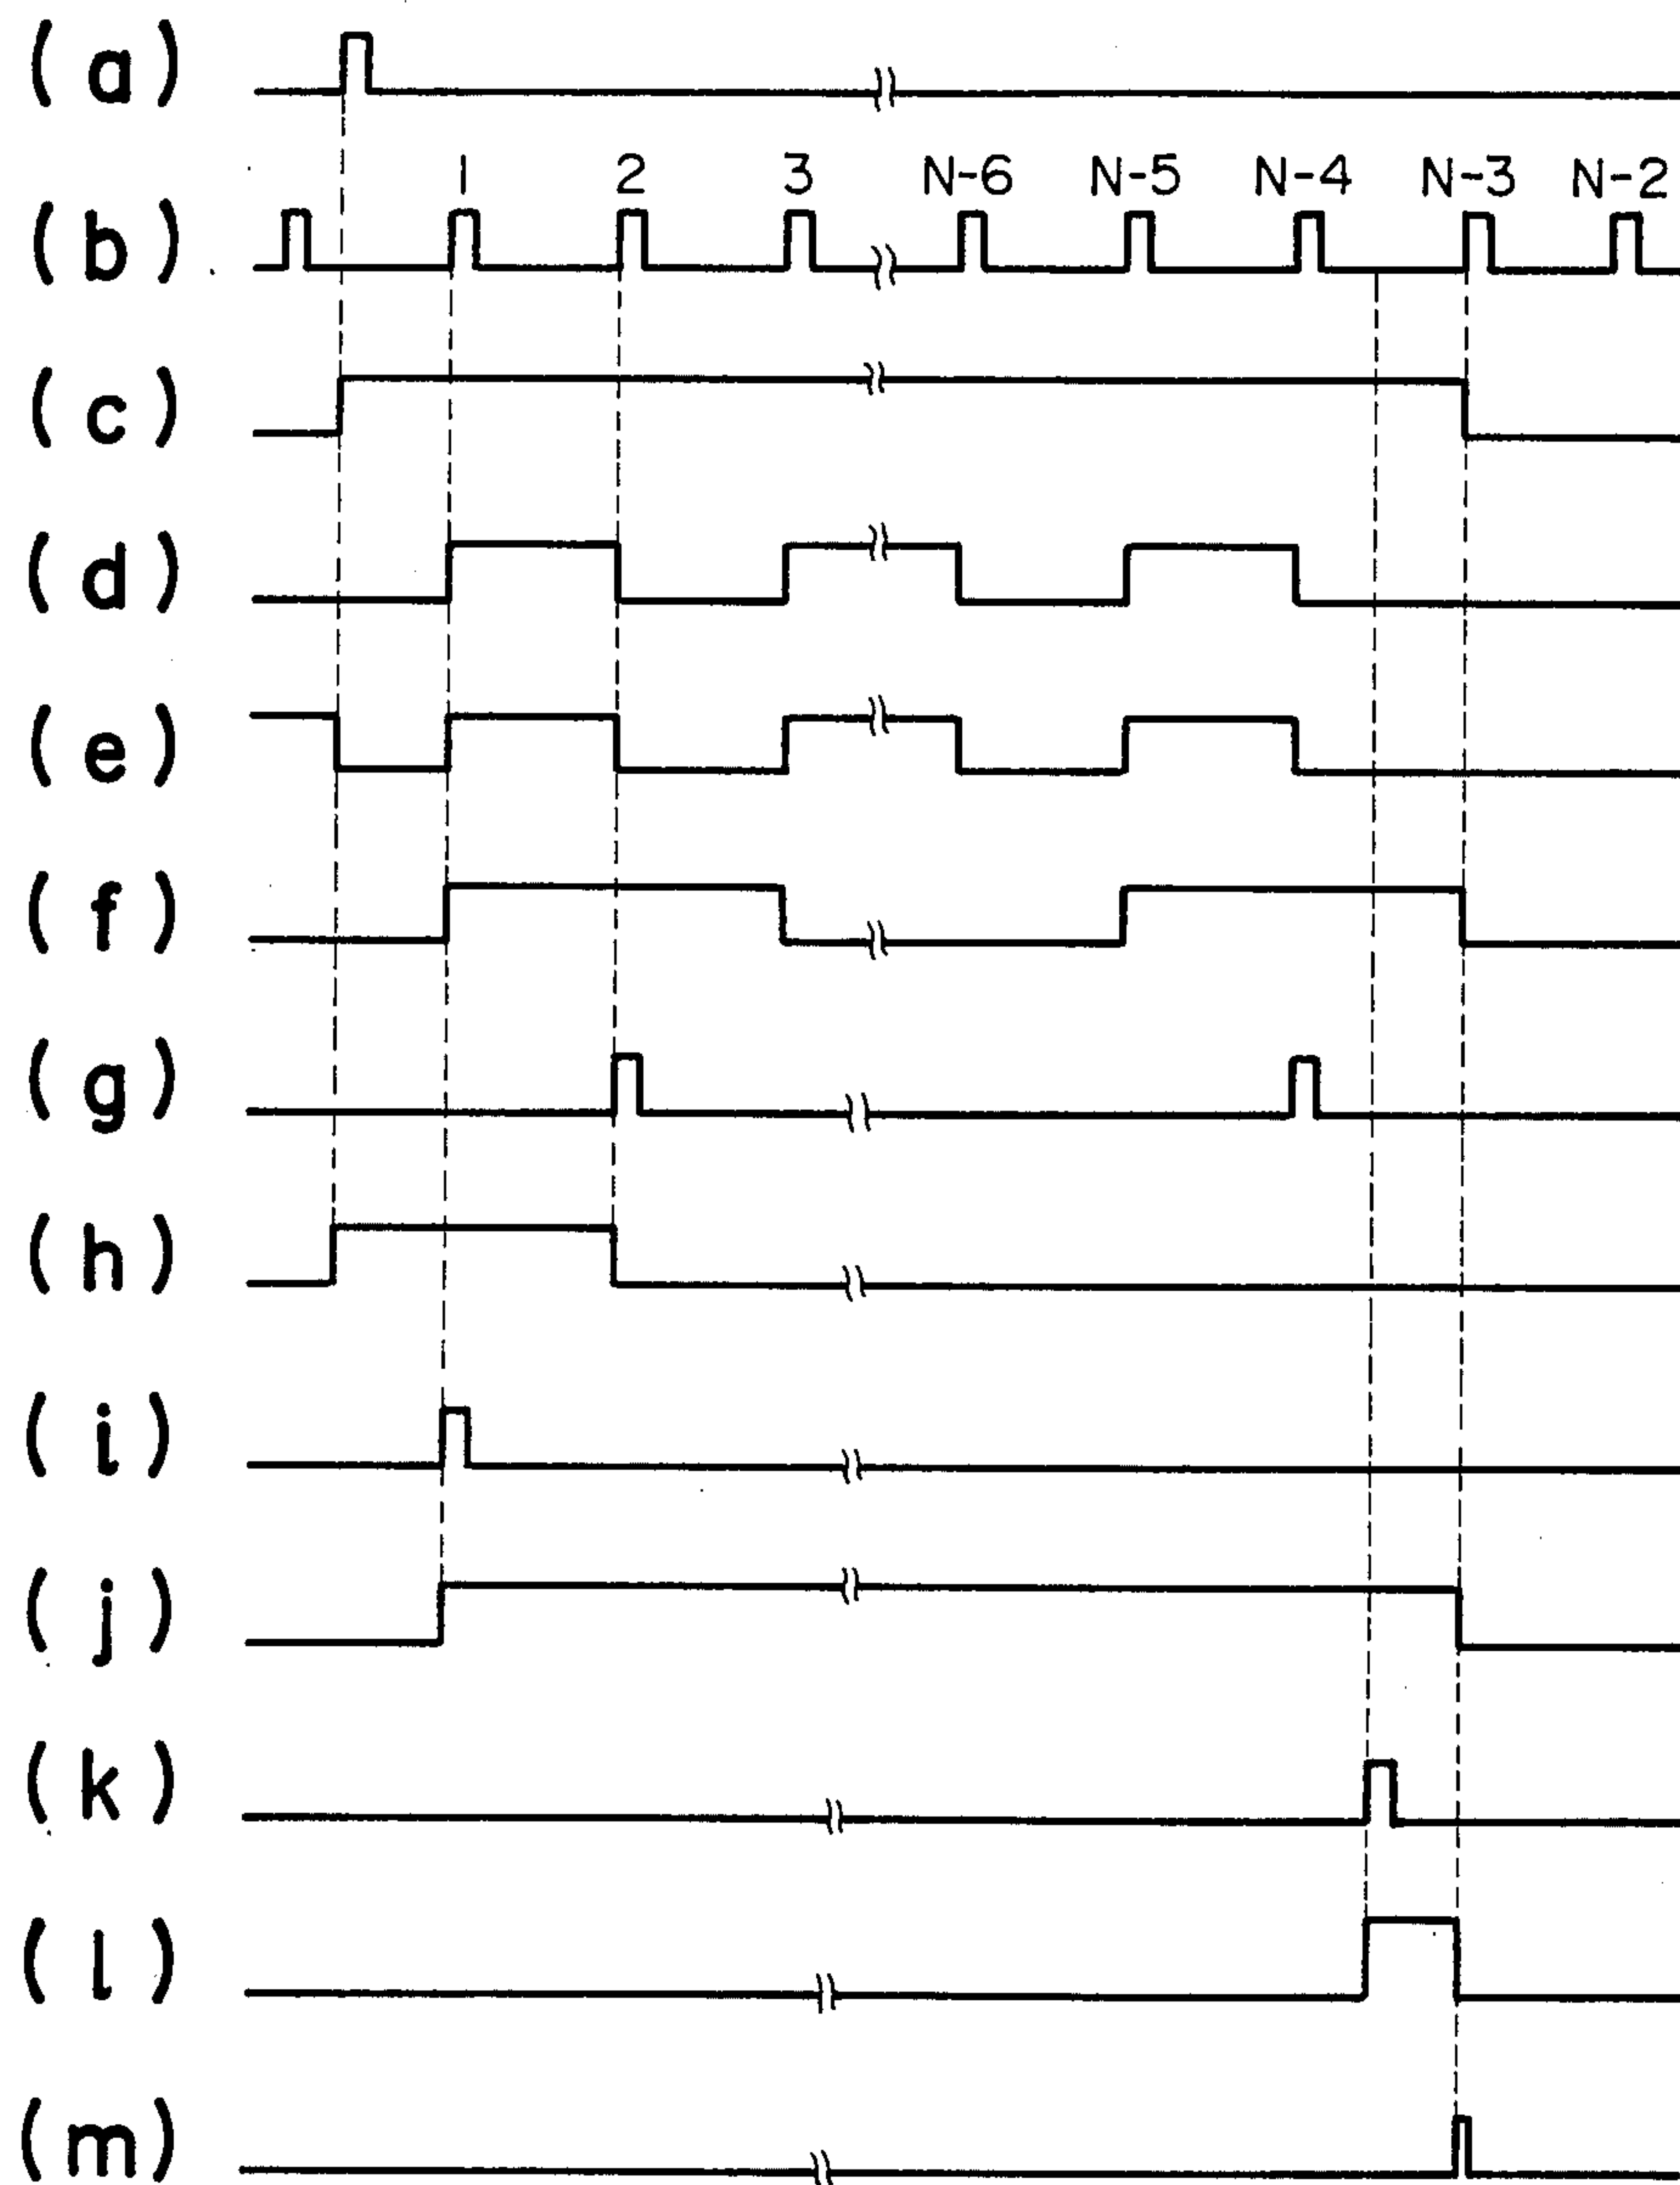 (a)
1 2 3 N-6 N-5 N-4 N-3 N-2
(b)
(c)
(d)
(e)
(f)
(g)
(h)
(i)
(j)
(k)
(l)
(m)